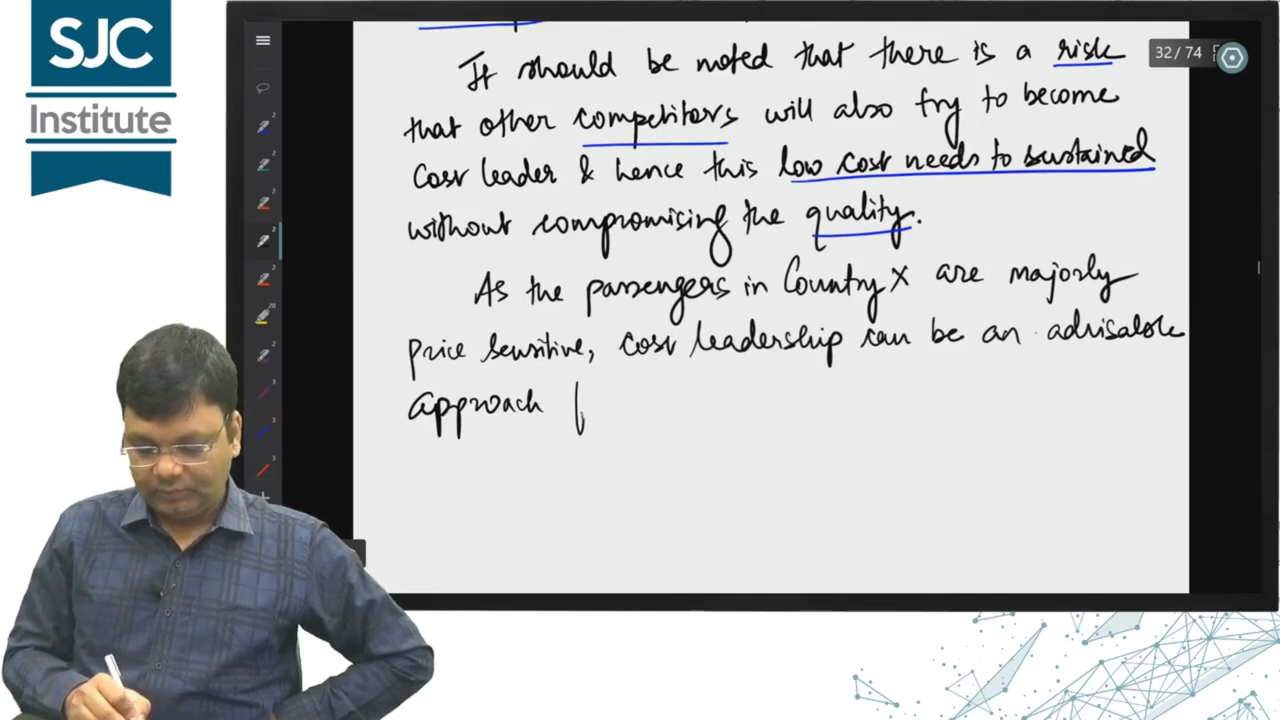 SJC
Institute
32 / 74
It should be noted that there is a risk
that other competitors will also try to become
Cost leader & hence this low cost needs to sustained
without compromising the quality.
As the passengers in Country X are majorly
price sensitive, cost leadership can be an advisable
approach (